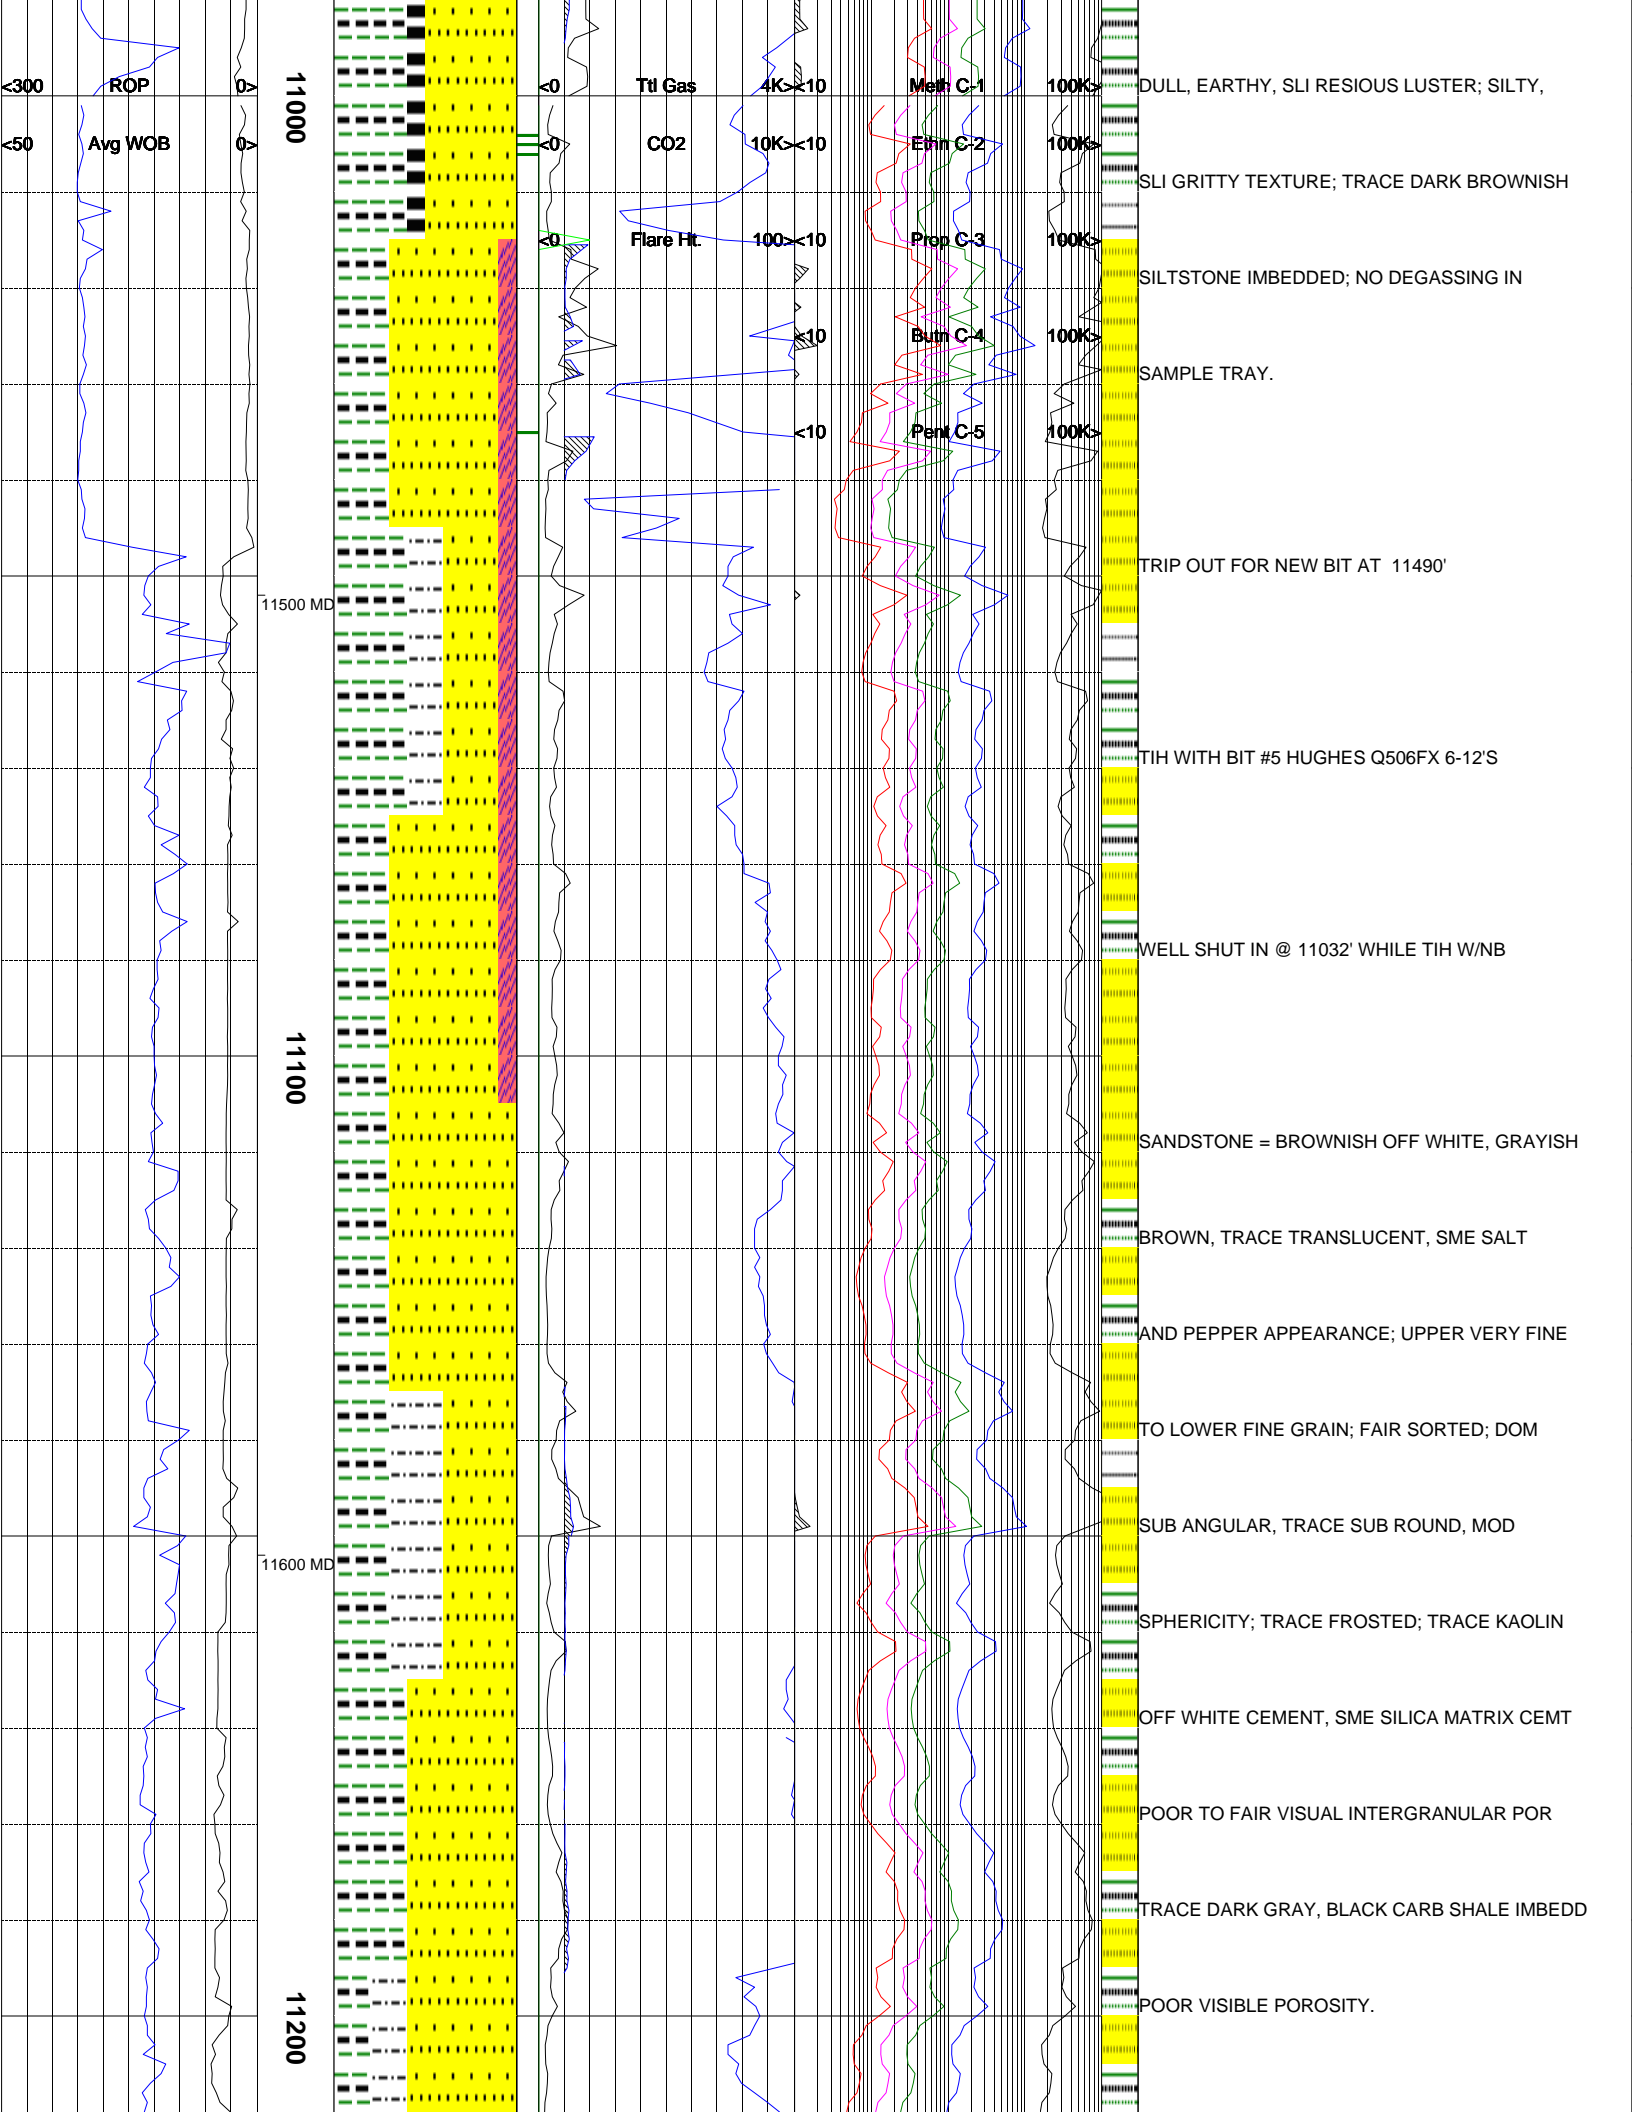 <300 ROP 0> <0 Ttl Gas 4K> <10 Meth C-1 100K> DULL, EARTHY, SLI RESIOUS LUSTER; SILTY,
11000
<50 Avg WOB 0> <0 CO2 10K> <10 Ethn C-2 100K>
SLI GRITTY TEXTURE; TRACE DARK BROWNISH
<0 Flare Ht. 100> <10 Prop C-3 100K>
SILTSTONE IMBEDDED; NO DEGASSING IN
<10 Butn C-4 100K>
SAMPLE TRAY.
<10 Pent C-5 100K>
TRIP OUT FOR NEW BIT AT 11490'
11500 MD
TIH WITH BIT #5 HUGHES Q506FX 6-12'S
WELL SHUT IN @ 11032' WHILE TIH W/NB
11100
SANDSTONE = BROWNISH OFF WHITE, GRAYISH
BROWN, TRACE TRANSLUCENT, SME SALT
AND PEPPER APPEARANCE; UPPER VERY FINE
TO LOWER FINE GRAIN; FAIR SORTED; DOM
SUB ANGULAR, TRACE SUB ROUND, MOD
11600 MD
SPHERICITY; TRACE FROSTED; TRACE KAOLIN
OFF WHITE CEMENT, SME SILICA MATRIX CEMT
POOR TO FAIR VISUAL INTERGRANULAR POR
TRACE DARK GRAY, BLACK CARB SHALE IMBEDD
POOR VISIBLE POROSITY.
11200